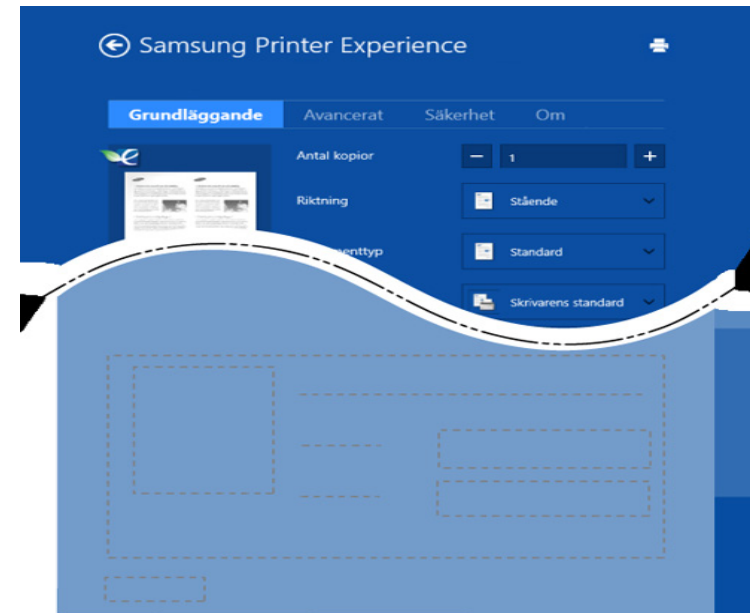 Samsung Printer Experience
Grundläggande Avancerat Säkerhet Om
Antal kopior 1
Riktning Stående
Standard
Skrivarens standard